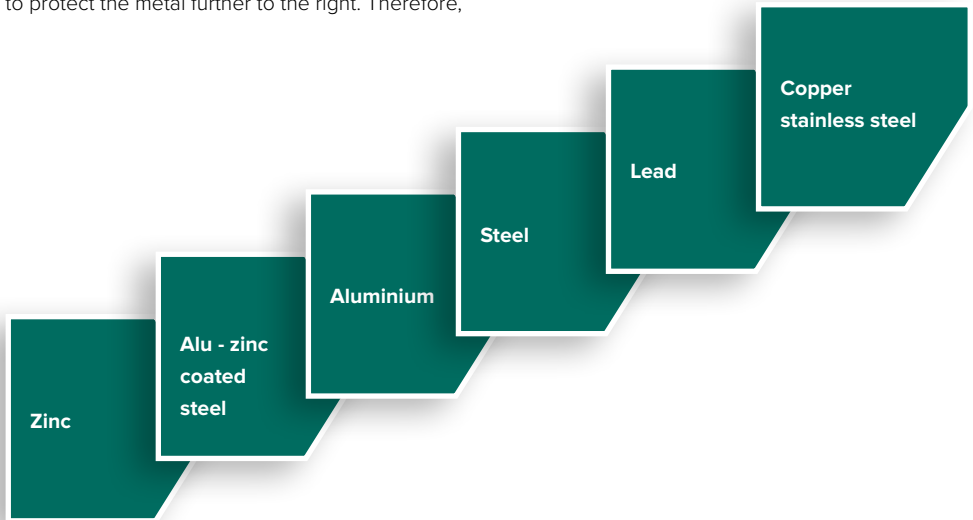 to protect the metal further to the right. Therefore,
Copper
stainless steel
Lead
Steel
Aluminium
Alu - zinc
coated
steel
Zinc